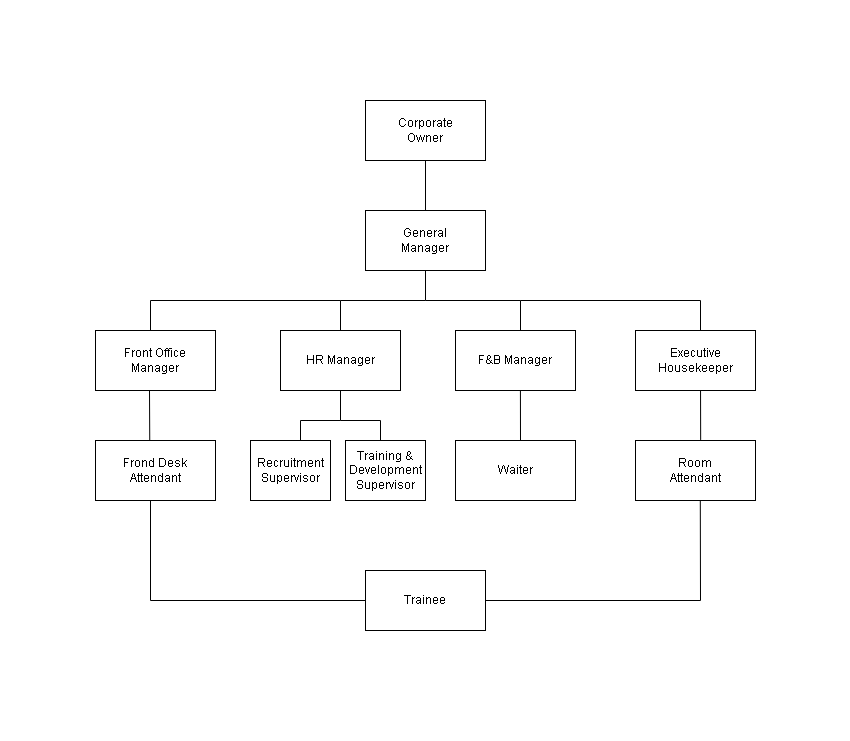 Corporate
Owner
General
Manager
Front Office
Manager
HR Manager
F&B Manager
Executive
Housekeeper
Frond Desk
Attendant
Recruitment
Supervisor
Training &
Development
Supervisor
Waiter
Room
Attendant
Trainee